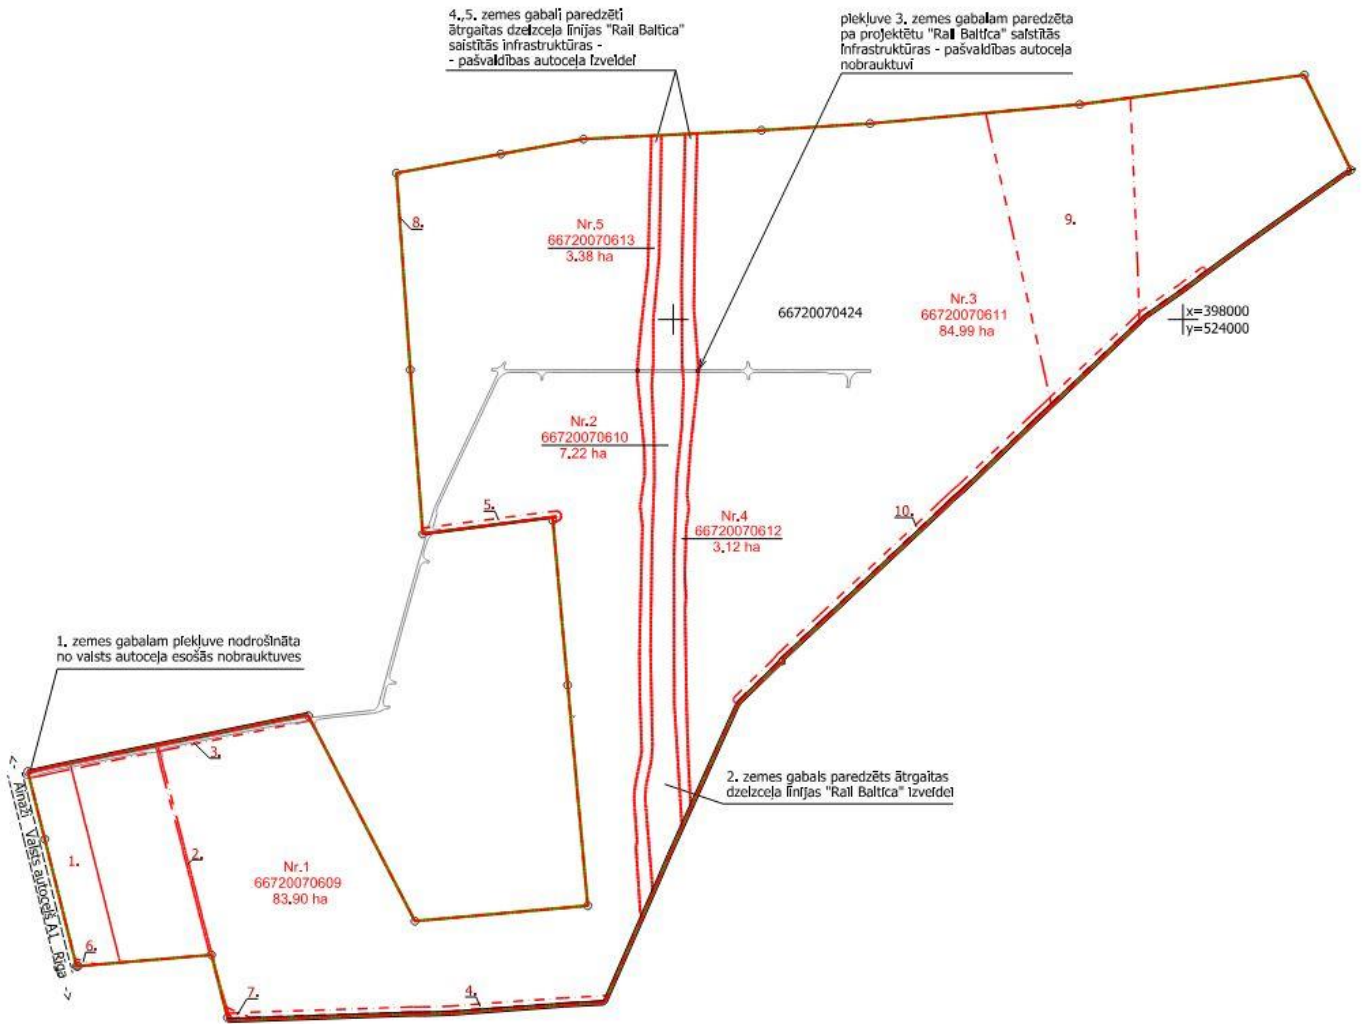 4.,5. zemes gabali paredzēti
ātrgaitas dzelzceļa līnijas "Rail Baltica"
saistītās infrastruktūras -
- pašvaldības autoceļa izveidei
piekļuve 3. zemes gabalam paredzēta
pa projektētu "Rail Baltica" saistītās
infrastruktūras - pašvaldības autoceļa
nobrauktuvi
8.
Nr.5
66720070613
3.38 ha
9.
66720070424
Nr.3
66720070611
84.99 ha
x=398000
y=524000
Nr.2
66720070610
7.22 ha
5.
Nr.4
66720070612
3.12 ha
10.
1. zemes gabalam piekļuve nodrošināta
no valsts autoceļa esošās nobrauktuves
3.
2. zemes gabals paredzēts ātrgaitas
dzelzceļa līnijas "Rail Baltica" izveidei
<- Ainaži Valsts autoceļš A1 Rīga ->
1.
2.
Nr.1
66720070609
83.90 ha
6.
7.
4.